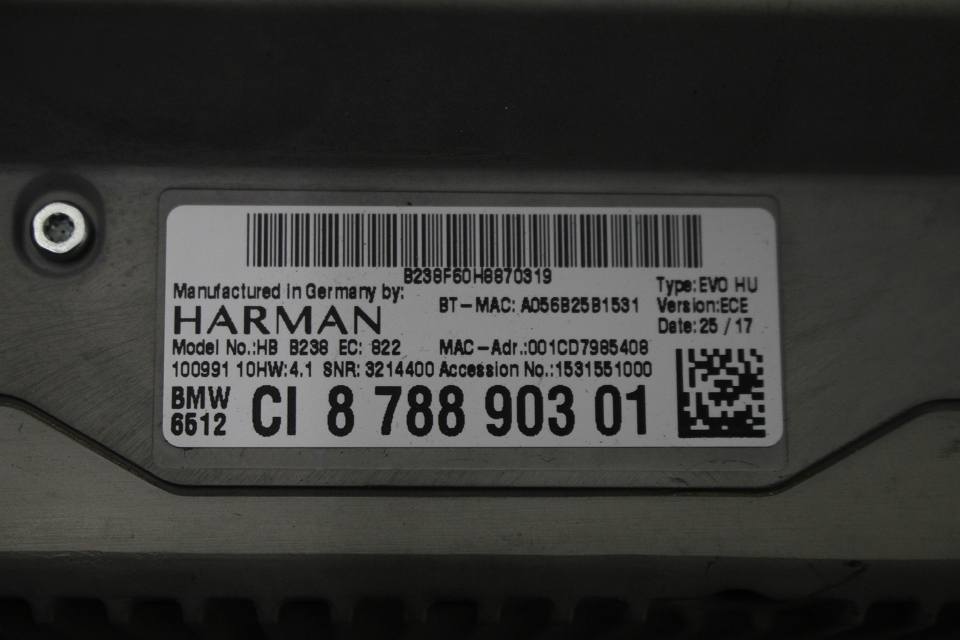 B238F60H8870319
Manufactured in Germany by:
HARMAN
BT-MAC: A056B25B1531
Type: EVO HU
Version: ECE
Date: 25 / 17
Model No.:HB B238 EC: 822
MAC-Adr.:001CD7985408
100991 10HW:4.1 SNR: 3214400 Accession No.:1531551000
BMW
6512
CI 8 788 903 01